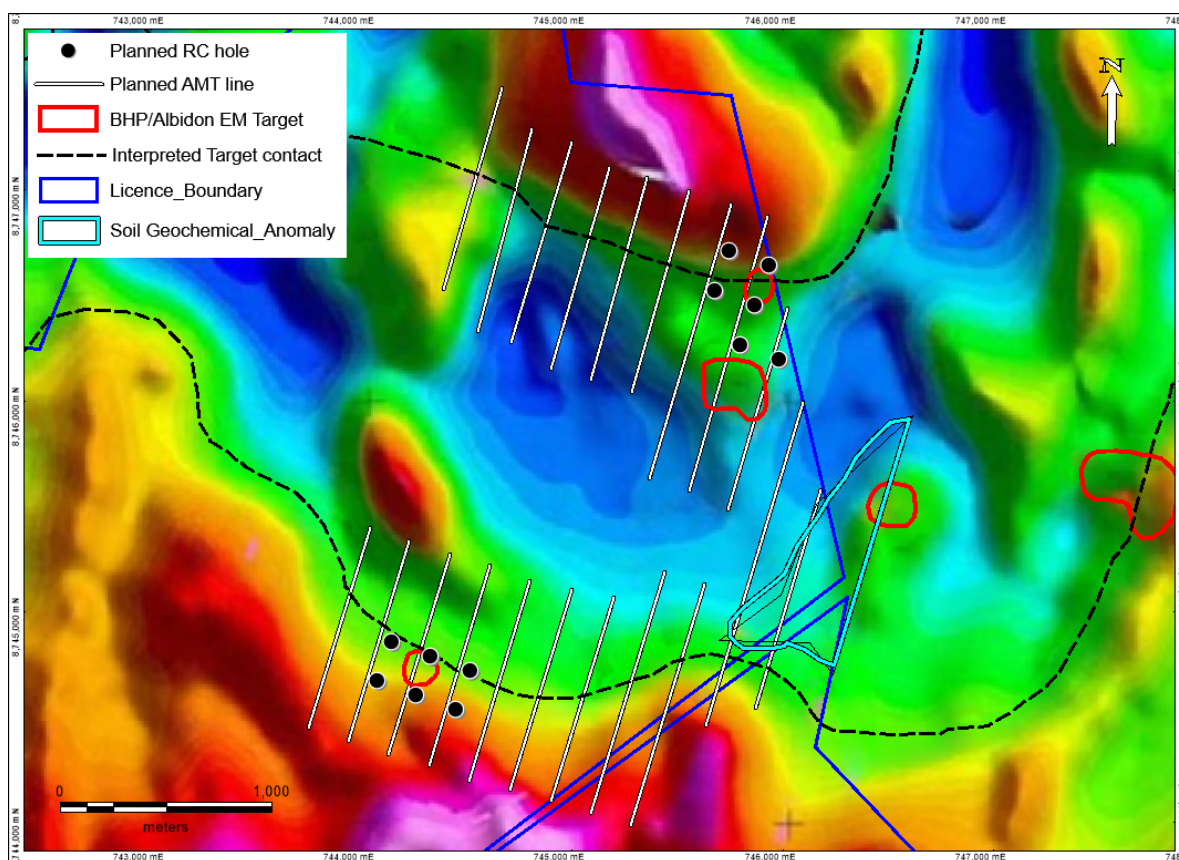 743,000 mE 744,000 mE 745,000 mE 746,000 mE 747,000 mE
Planned RC hole
Planned AMT line
BHP/Albidon EM Target
Interpreted Target contact
Licence_Boundary
Soil Geochemical_Anomaly
N
8,747,000 m N
8,746,000 m N
8,745,000 m N
8,744,000 m N
0 1,000
meters
743,000 mE 744,000 mE 745,000 mE 746,000 mE 747,000 mE